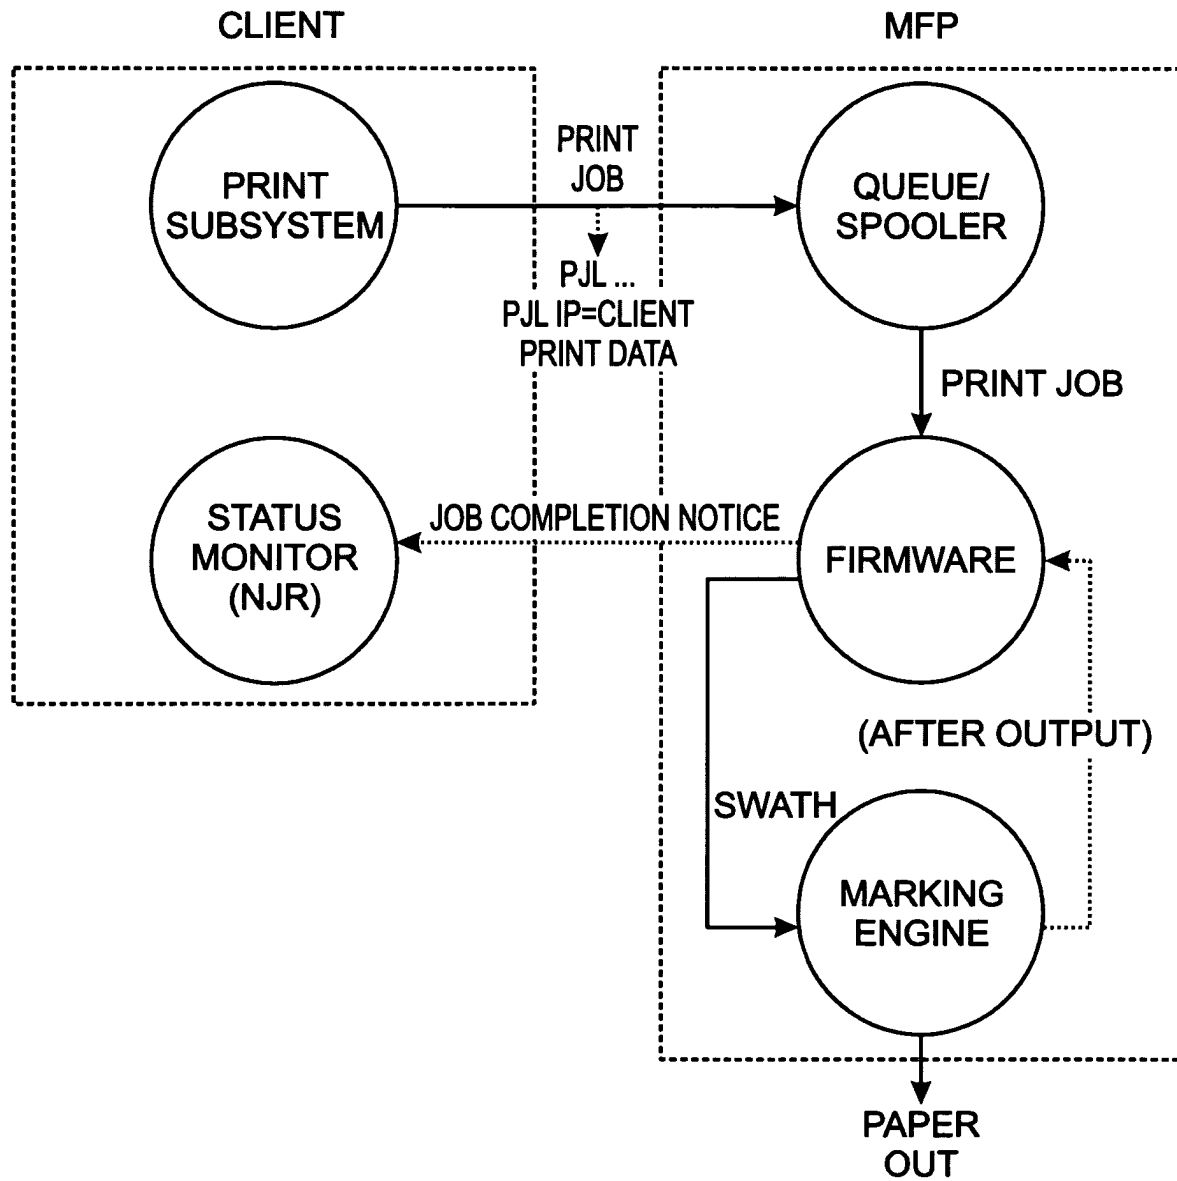 CLIENT
MFP
PRINT
SUBSYSTEM
PRINT
JOB
QUEUE/
SPOOLER
PJL ...
PJL IP=CLIENT
PRINT DATA
PRINT JOB
STATUS
MONITOR
(NJR)
JOB COMPLETION NOTICE
FIRMWARE
(AFTER OUTPUT)
SWATH
MARKING
ENGINE
PAPER
OUT